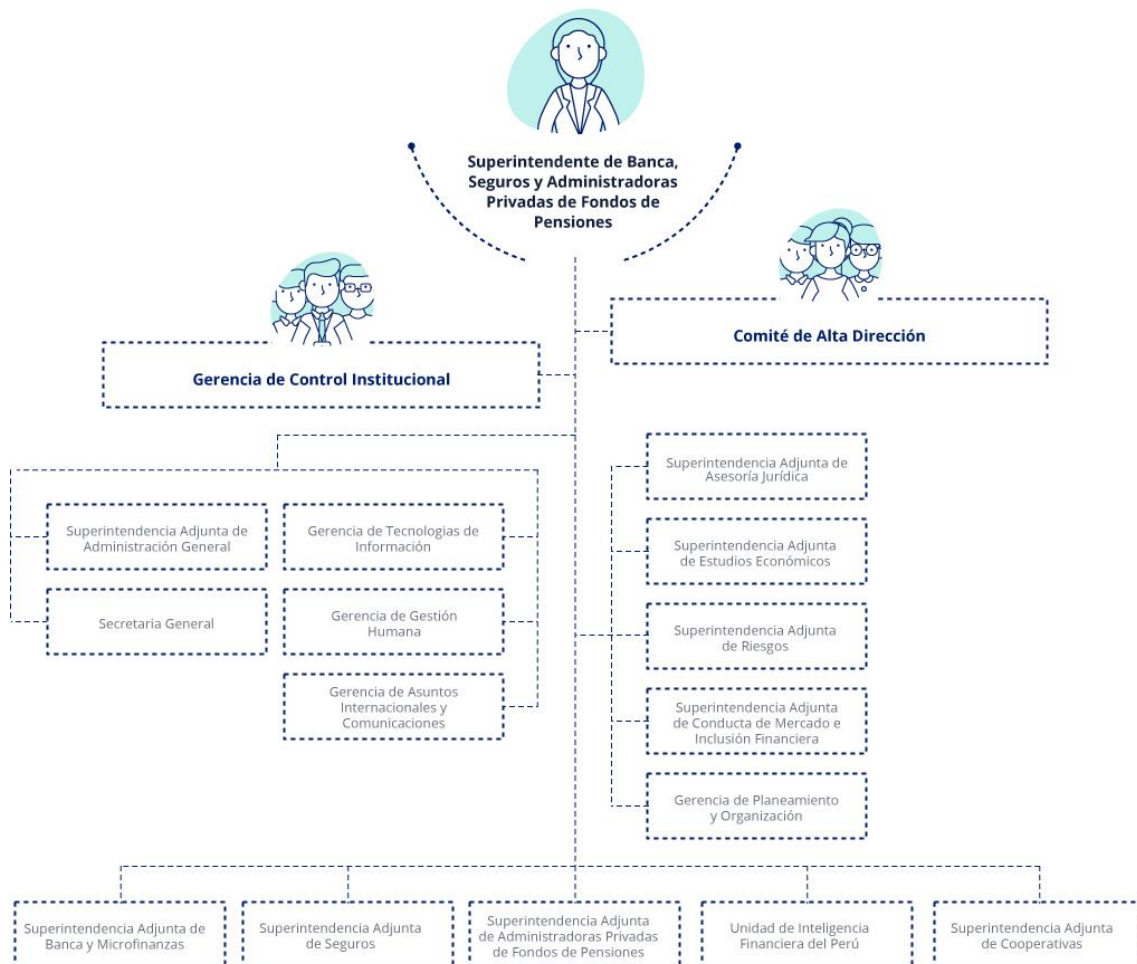 Superintendente de Banca,
Seguros y Administradoras
Privadas de Fondos de
Pensiones
Comité de Alta Dirección
Gerencia de Control Institucional
Superintendencia Adjunta de
Asesoría Jurídica
Superintendencia Adjunta de
Administración General
Gerencia de Tecnologias de
Información
Superintendencia Adjunta
de Estudios Económicos
Secretaria General
Gerencia de Gestión
Humana
Superintendencia Adjunta
de Riesgos
Gerencia de Asuntos
Internacionales y
Comunicaciones
Superintendencia Adjunta
de Conducta de Mercado e
Inclusión Financiera
Gerencia de Planeamiento
y Organización
Superintendencia Adjunta de
Banca y Microfinanzas
Superintendencia Adjunta
de Seguros
Superintendencia Adjunta
de Administradoras Privadas
de Fondos de Pensiones
Unidad de Inteligencia
Financiera del Perú
Superintendencia Adjunta
de Cooperativas